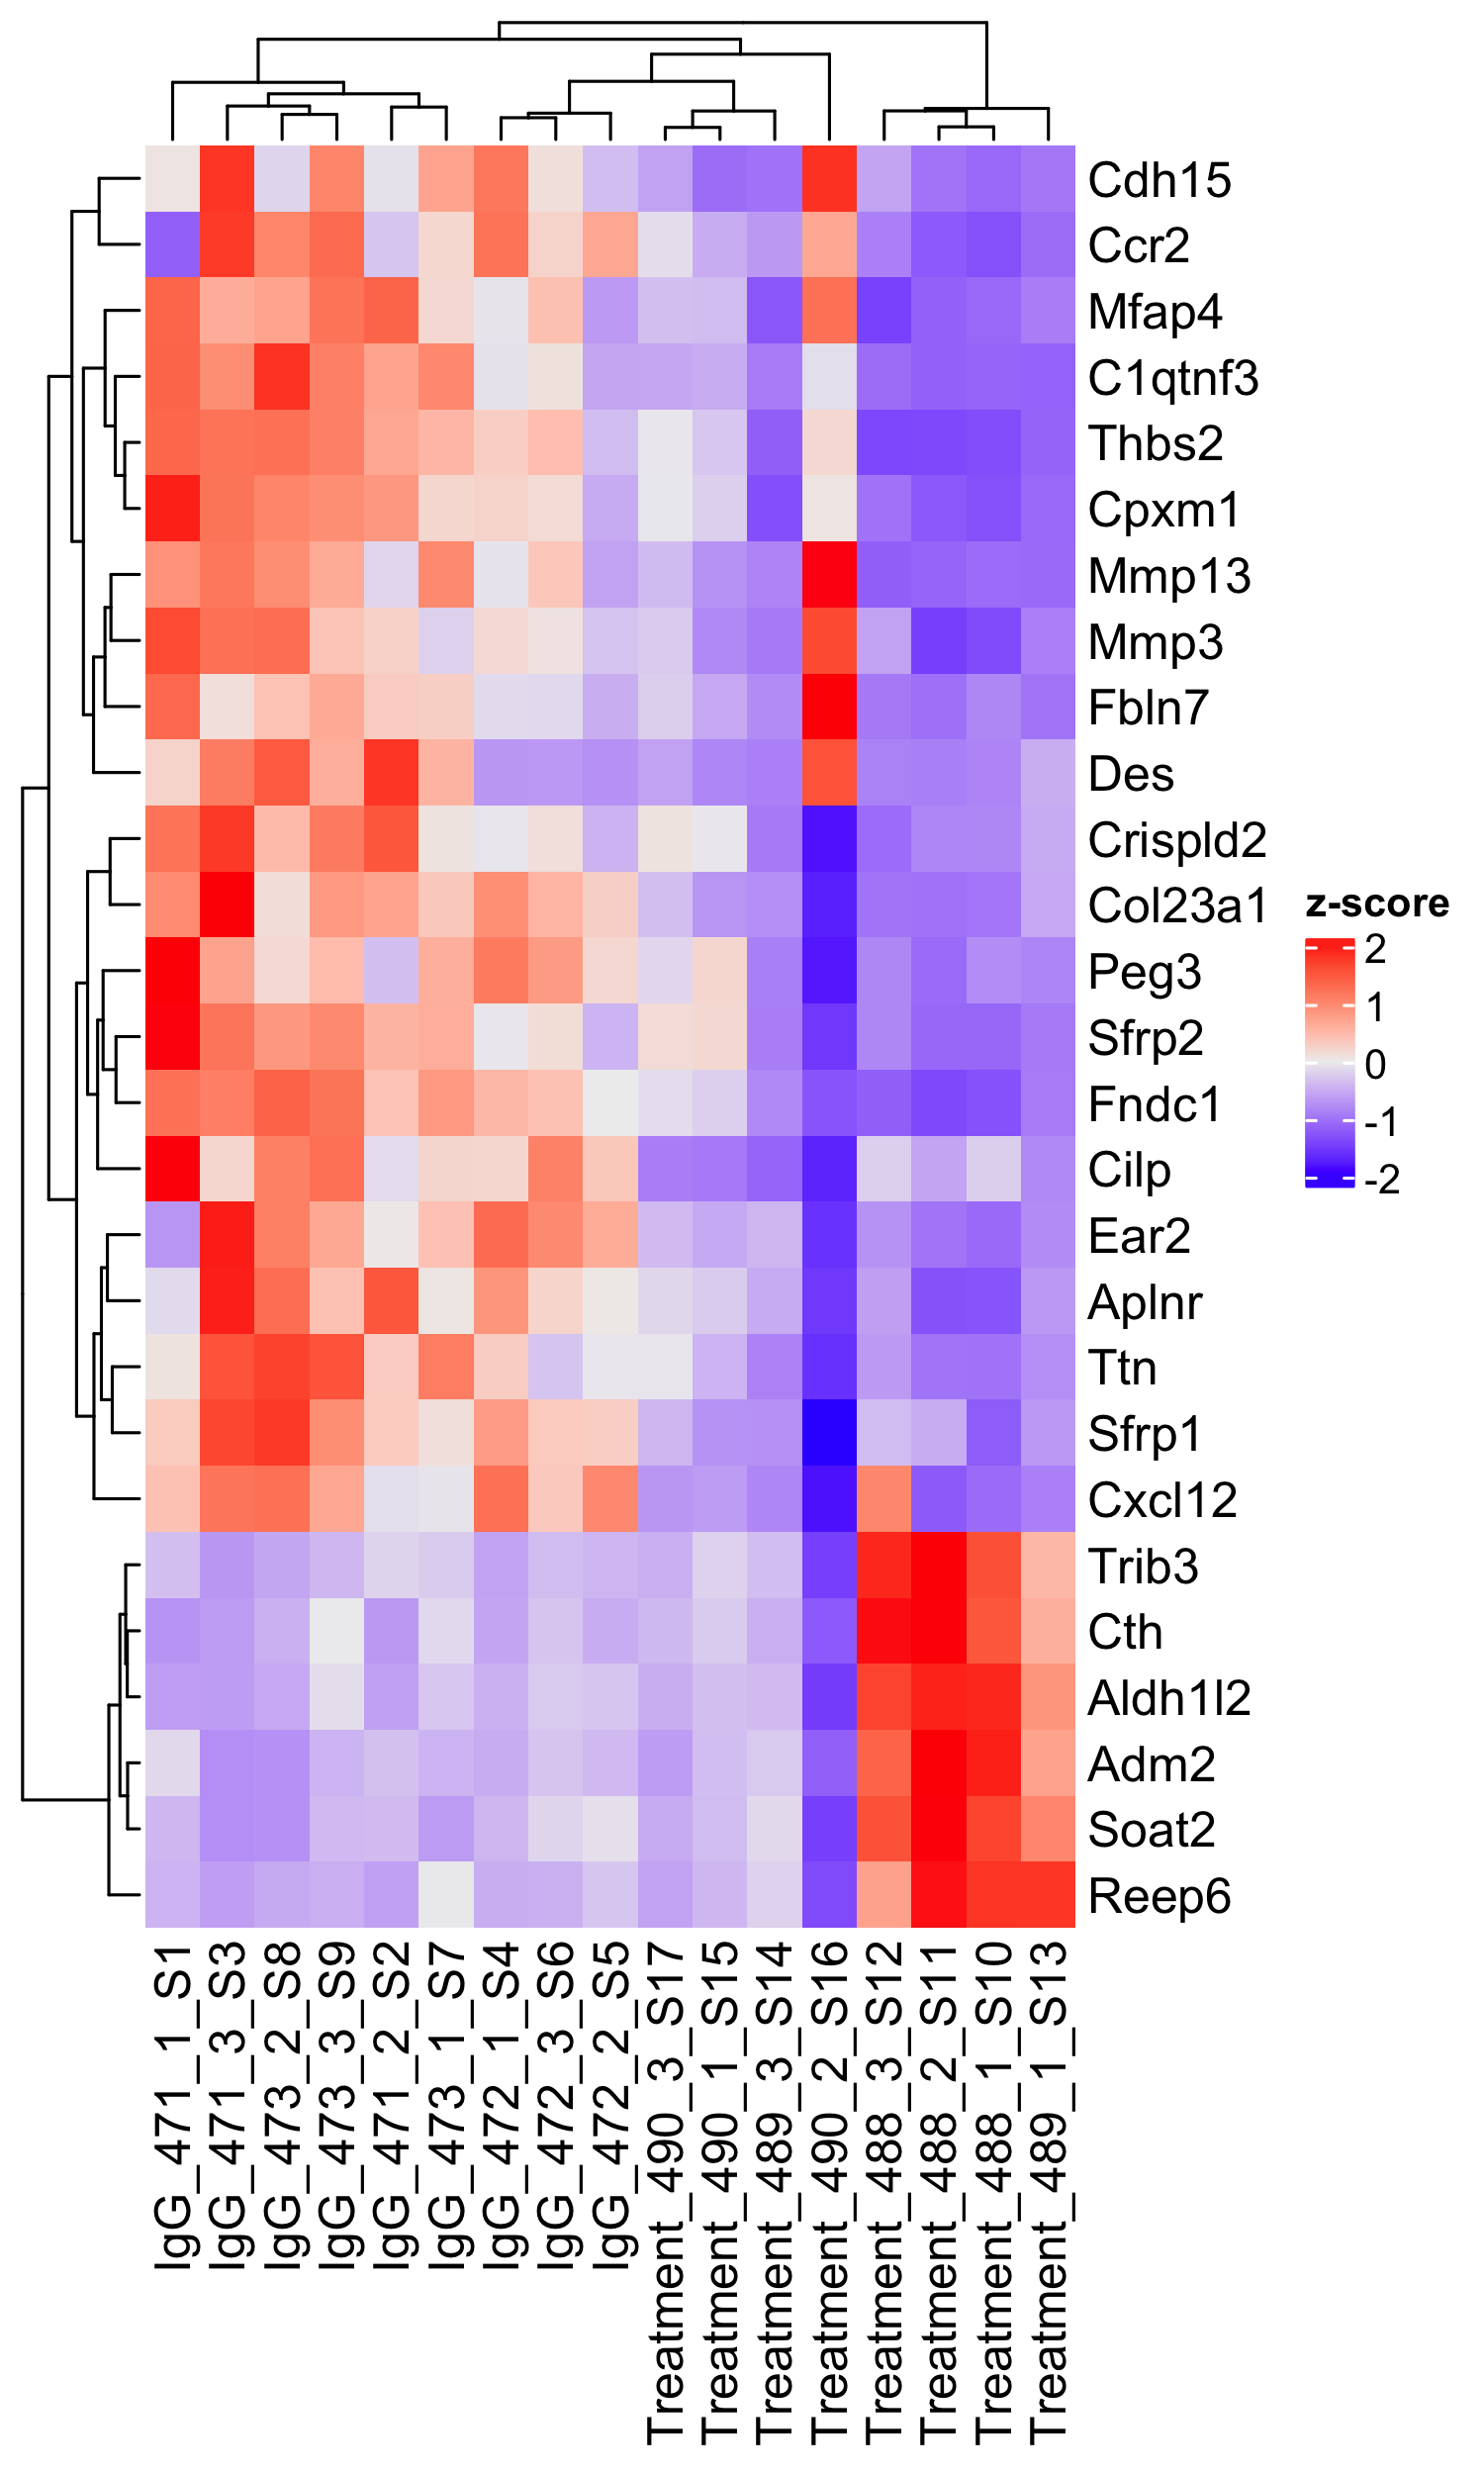 Cdh15
Ccr2
Mfap4
C1qtnf3
Thbs2
Cpxm1
Mmp13
Mmp3
Fbln7
Des
Crispld2
Col23a1
Peg3
Sfrp2
Fndc1
Cilp
Ear2
Aplnr
Ttn
Sfrp1
Cxcl12
Trib3
Cth
Aldh1l2
Adm2
Soat2
Reep6
z-score
2
1
0
-1
-2
IgG_471_1_S1
IgG_471_3_S3
IgG_473_2_S8
IgG_473_3_S9
IgG_471_2_S2
IgG_473_1_S7
IgG_472_1_S4
IgG_472_3_S6
IgG_472_2_S5
Treatment_490_3_S17
Treatment_490_1_S15
Treatment_489_3_S14
Treatment_490_2_S16
Treatment_488_3_S12
Treatment_488_2_S11
Treatment_488_1_S10
Treatment_489_1_S13